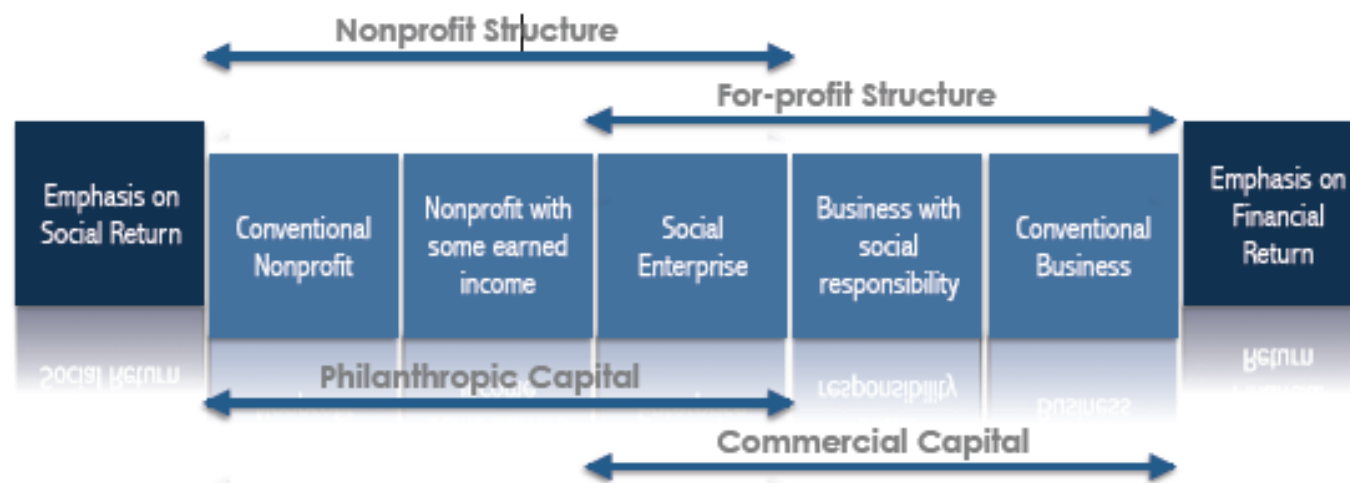 Nonprofit Structure
For-profit Structure
Emphasis on
Social Return
Conventional
Nonprofit
Nonprofit with
some earned
income
Social
Enterprise
Business with
social
responsibility
Conventional
Business
Emphasis on
Financial
Return
Philanthropic Capital
Commercial Capital